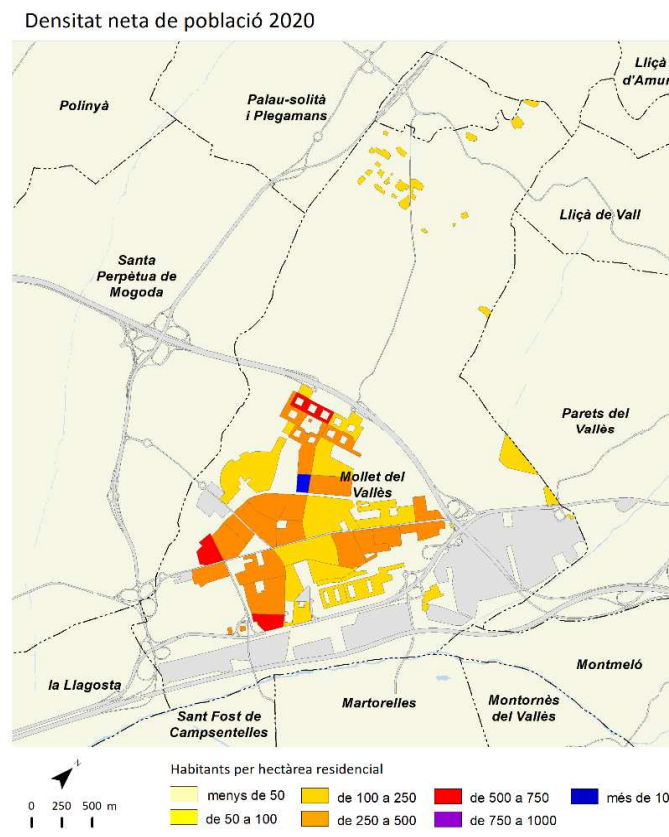 Densitat neta de població 2020
Lliçà
d'Amun
Polinyà
Palau-solità
i Plegamans
Lliçà de Vall
Santa
Perpètua de
Mogoda
Parets del
Vallès
Mollet del
Vallès
Montmeló
la Llagosta
Martorelles
Montornès
del Vallès
Sant Fost de
Campsentelles
N
0 250 500 m
Habitants per hectàrea residencial
menys de 50
de 50 a 100
de 100 a 250
de 250 a 500
de 500 a 750
de 750 a 1000
més de 10